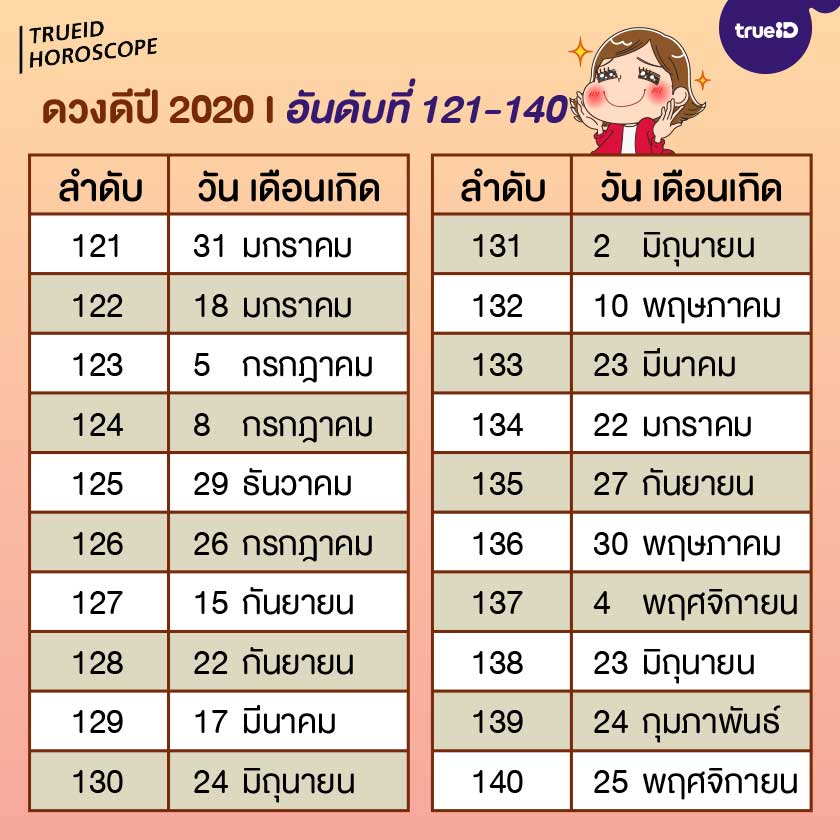 TRUEID
HOROSCOPE
trueID
ดวงดีปี 2020 | อันดับที่ 121-140
ลำดับ วัน เดือนเกิด
121 31 มกราคม
122 18 มกราคม
123 5 กรกฎาคม
124 8 กรกฎาคม
125 29 ธันวาคม
126 26 กรกฎาคม
127 15 กันยายน
128 22 กันยายน
129 17 มีนาคม
130 24 มิถุนายน
ลำดับ วัน เดือนเกิด
131 2 มิถุนายน
132 10 พฤษภาคม
133 23 มีนาคม
134 22 มกราคม
135 27 กันยายน
136 30 พฤษภาคม
137 4 พฤศจิกายน
138 23 มิถุนายน
139 24 กุมภาพันธ์
140 25 พฤศจิกายน